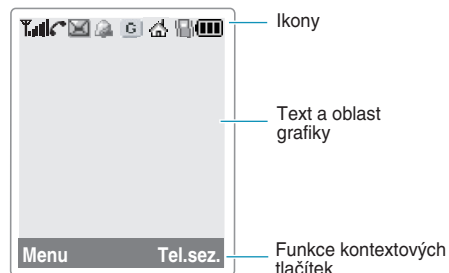 Ikony
G
Text a oblast
grafiky
Menu Tel.sez.
Funkce kontextových
tlačítek